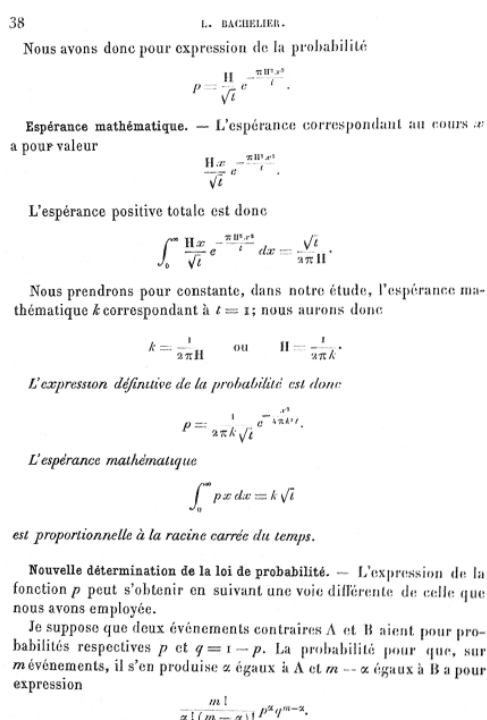 38 L. BACHELIER.
Nous avons donc pour expression de la probabilité
p = H/√t e^(−πH²x²/t).
Espérance mathématique. — L'espérance correspondant au cours x
a pour valeur
Hx/√t e^(−πH²x²/t).
L'espérance positive totale est donc
∫₀^∞ Hx/√t e^(−πH²x²/t) dx = √t/2πH.
Nous prendrons pour constante, dans notre étude, l'espérance ma-
thématique k correspondant à t = 1; nous aurons donc
k = 1/2πH ou H = 1/2πk.
L'expression définitive de la probabilité est donc
p = 1/2πk√t e^(−x²/4πk²t).
L'espérance mathématique
∫₀^∞ px dx = k√t
est proportionnelle à la racine carrée du temps.
Nouvelle détermination de la loi de probabilité. — L'expression de la
fonction p peut s'obtenir en suivant une voie différente de celle que
nous avons employée.
Je suppose que deux événements contraires A et B aient pour pro-
babilités respectives p et q = 1 − p. La probabilité pour que, sur
m événements, il s'en produise α égaux à A et m − α égaux à B a pour
expression
m!/α!(m − α)! p^α q^(m−α).